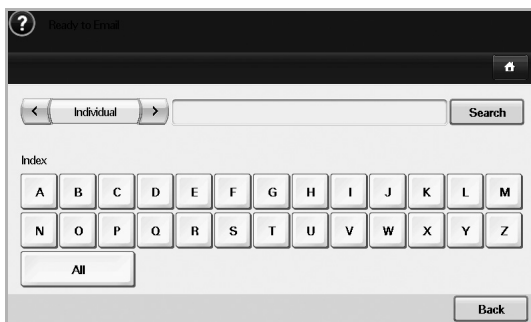 ? Ready to Email
< Individual > Search
Index
A B C D E F G H I J K L M
N O P Q R S T U V W X Y Z
All
Back